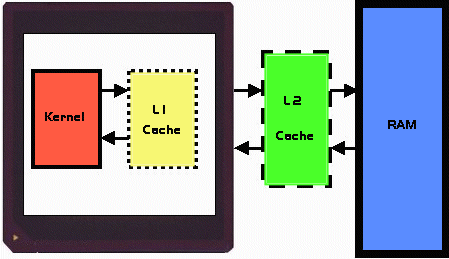 Kernel
L1
Cache
L2
Cache
RAM